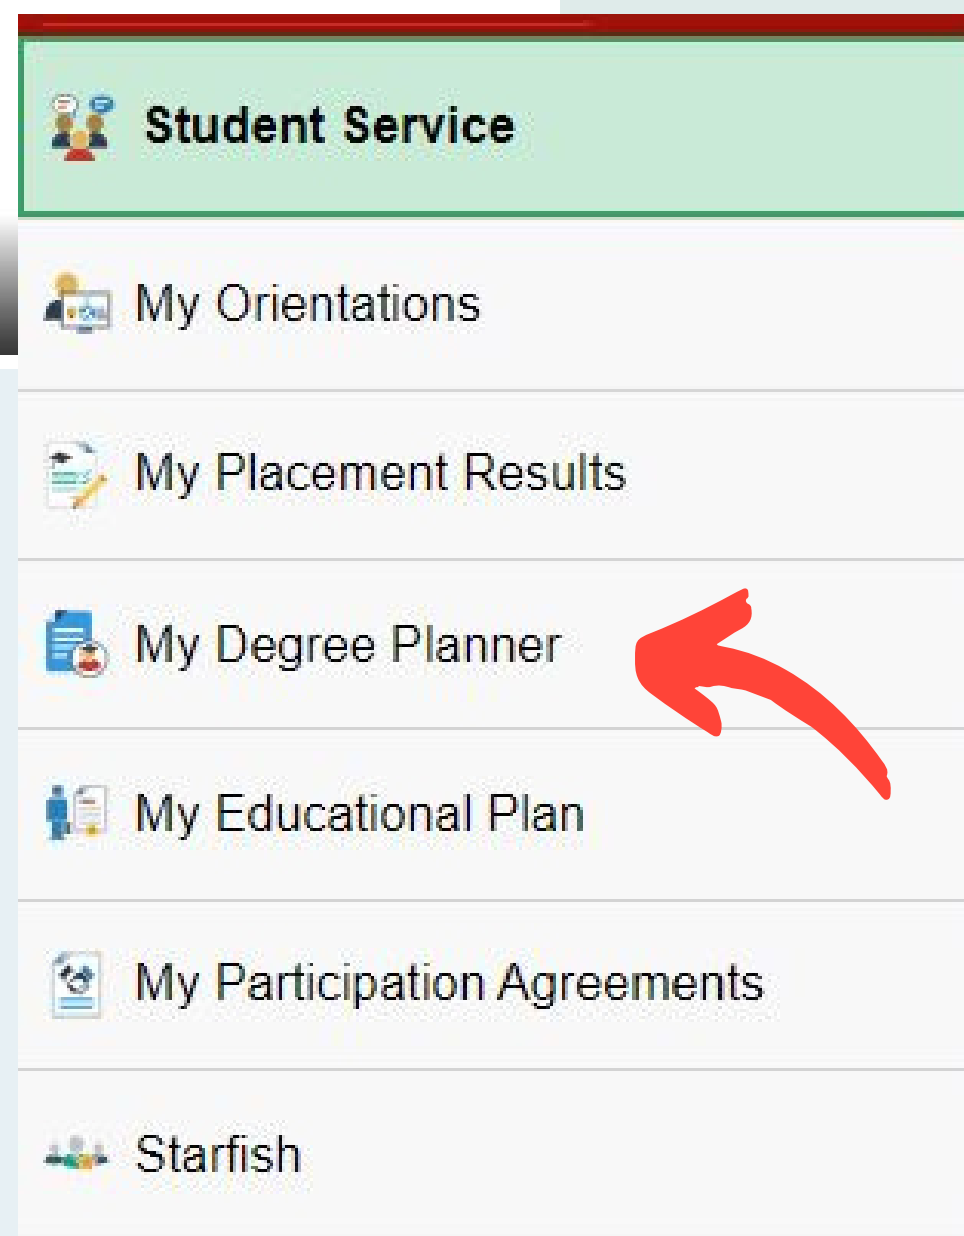 Student Service
My Orientations
My Placement Results
My Degree Planner
My Educational Plan
My Participation Agreements
Starfish